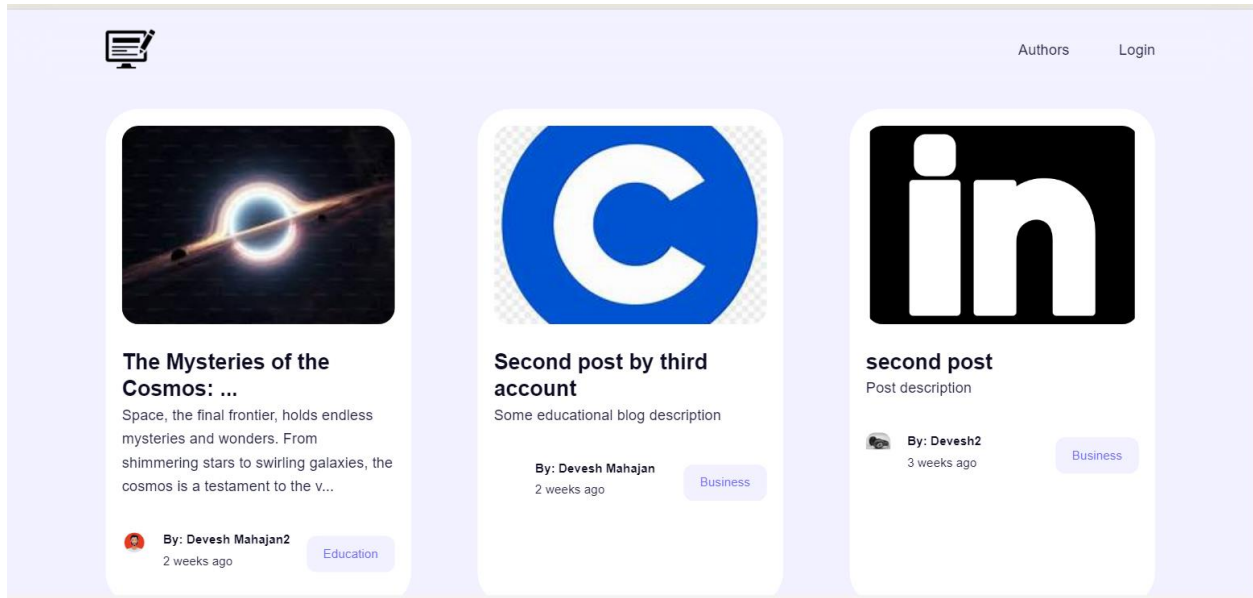 Authors
Login
in
The Mysteries of the
Cosmos: ...
Space, the final frontier, holds endless
mysteries and wonders. From
shimmering stars to swirling galaxies, the
cosmos is a testament to the v...
By: Devesh Mahajan2
2 weeks ago
Education
C
Second post by third
account
Some educational blog description
By: Devesh Mahajan
2 weeks ago
Business
second post
Post description
By: Devesh2
3 weeks ago
Business